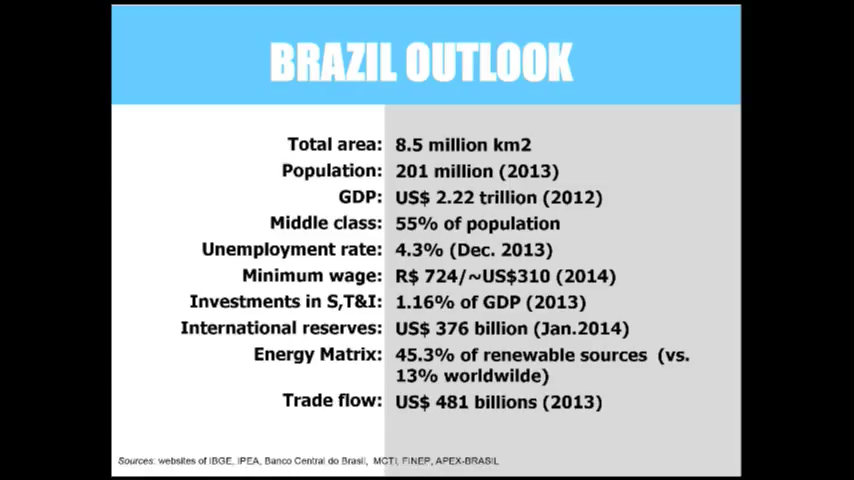 BRAZIL OUTLOOK
Total area: 8.5 million km2
Population: 201 million (2013)
GDP: US$ 2.22 trillion (2012)
Middle class: 55% of population
Unemployment rate: 4.3% (Dec. 2013)
Minimum wage: R$ 724/~US$310 (2014)
Investments in S,T&I: 1.16% of GDP (2013)
International reserves: US$ 376 billion (Jan.2014)
Energy Matrix: 45.3% of renewable sources (vs.
13% worldwilde)
Trade flow: US$ 481 billions (2013)
Sources: websites of IBGE, IPEA, Banco Central do Brasil, MCTI, FINEP, APEX-BRASIL